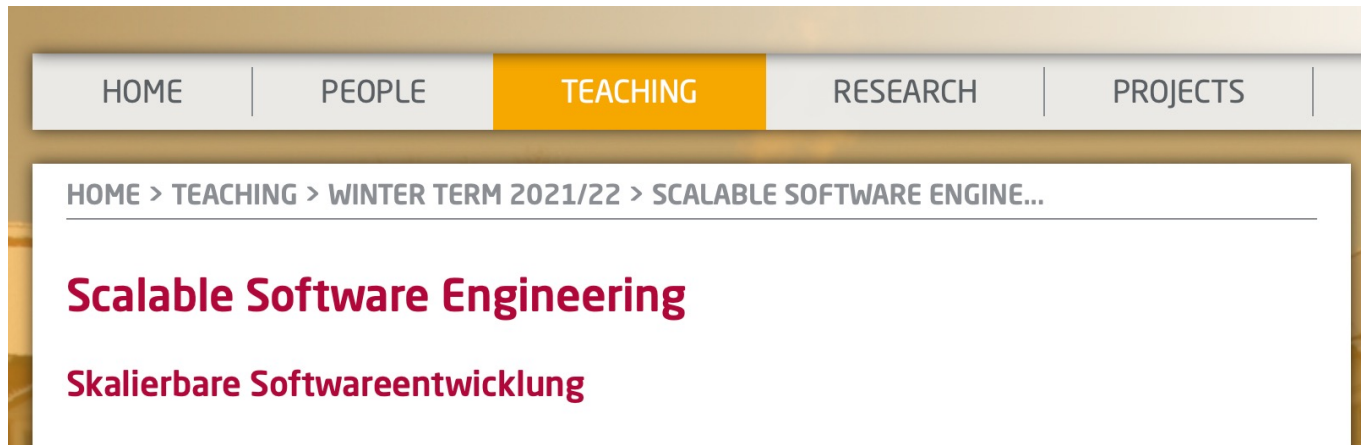 HOME PEOPLE TEACHING RESEARCH PROJECTS
HOME > TEACHING > WINTER TERM 2021/22 > SCALABLE SOFTWARE ENGINE...
Scalable Software Engineering
Skalierbare Softwareentwicklung